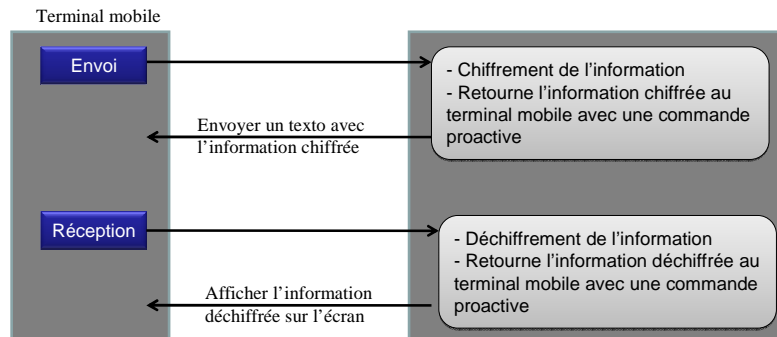 Terminal mobile
Envoi
- Chiffrement de l'information
- Retourne l'information chiffrée au
terminal mobile avec une commande
proactive
Envoyer un texto avec
l'information chiffrée
Réception
- Déchiffrement de l'information
- Retourne l'information déchiffrée au
terminal mobile avec une commande
proactive
Afficher l'information
déchiffrée sur l'écran